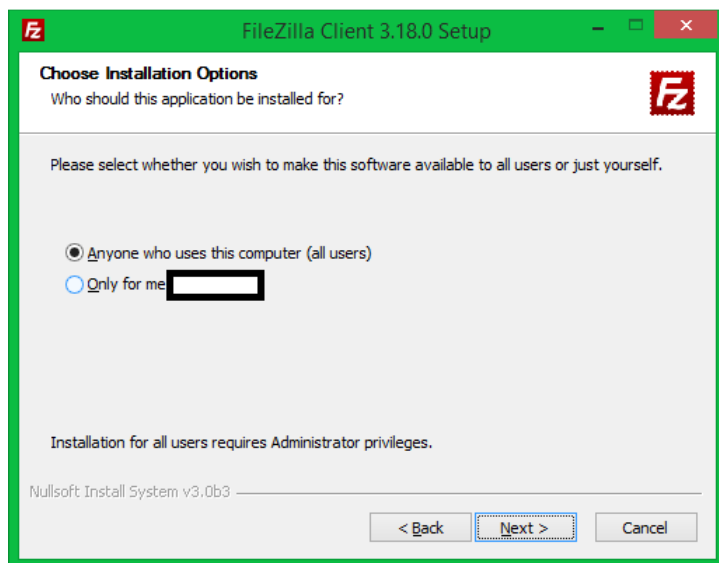 Fz FileZilla Client 3.18.0 Setup
Choose Installation Options
Who should this application be installed for?
Fz
Please select whether you wish to make this software available to all users or just yourself.
Anyone who uses this computer (all users)
Only for me
Installation for all users requires Administrator privileges.
Nullsoft Install System v3.0b3
< Back Next > Cancel